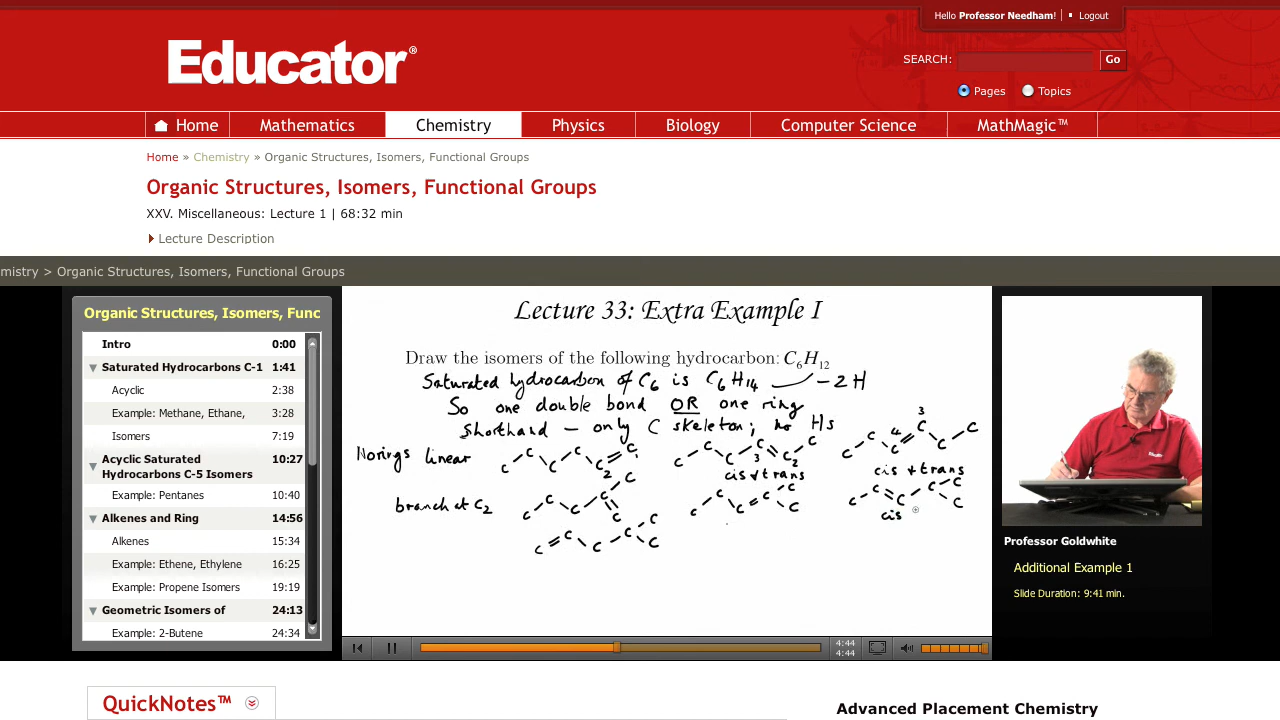 Hello Professor Needham! Logout
Educator®
SEARCH: Go
Pages Topics
Home Mathematics Chemistry Physics Biology Computer Science MathMagic™
Home » Chemistry » Organic Structures, Isomers, Functional Groups
Organic Structures, Isomers, Functional Groups
XXV. Miscellaneous: Lecture 1 | 68:32 min
Lecture Description
mistry > Organic Structures, Isomers, Functional Groups
Organic Structures, Isomers, Func
Intro 0:00
Saturated Hydrocarbons C-1 1:41
Acyclic 2:38
Example: Methane, Ethane, 3:28
Isomers 7:19
Acyclic Saturated 10:27
Hydrocarbons C-5 Isomers
Example: Pentanes 10:40
Alkenes and Ring 14:56
Alkenes 15:34
Example: Ethene, Ethylene 16:25
Example: Propene Isomers 19:19
Geometric Isomers of 24:13
Example: 2-Butene 24:34
Lecture 33: Extra Example I
Draw the isomers of the following hydrocarbon: C6H12
Saturated hydrocarbon of C6 is C6H14 - 2H
So one double bond OR one ring
Shorthand – only C skeleton; no Hs
No rings linear C C C C C C 2 C C C C 3 C 2 C C C C 4 C 3 C C
cis & trans cis & trans
branch at C2 C C C C C C C C C C C C C C C C C C
cis
C C C C C C
Professor Goldwhite
Additional Example 1
Slide Duration: 9:41 min.
4:44
4:44
QuickNotes™
Advanced Placement Chemistry